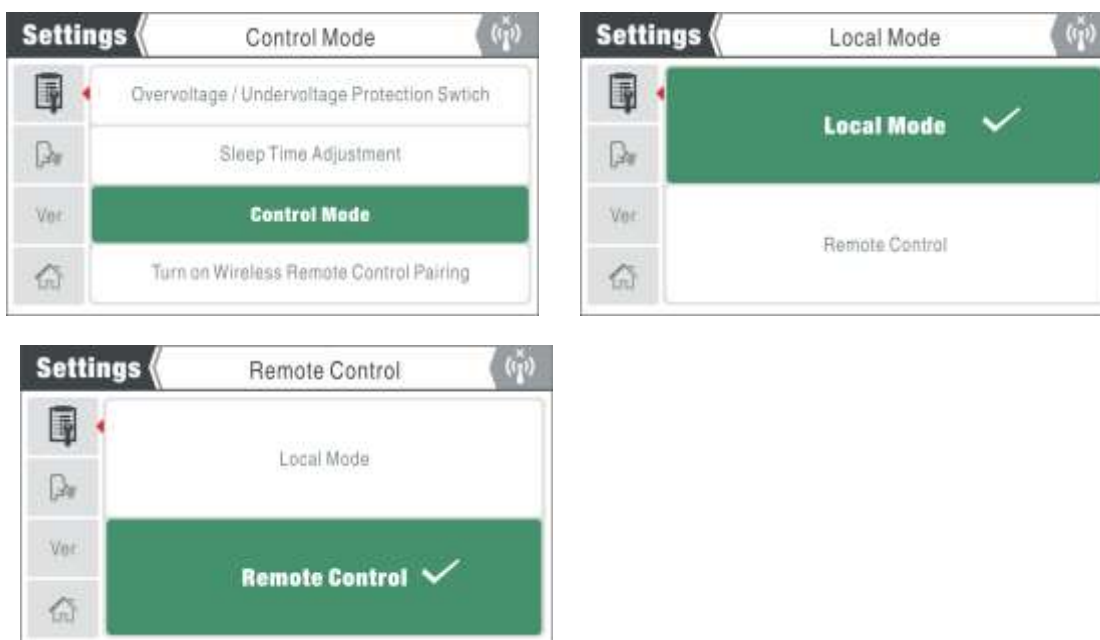 Settings Control Mode
Overvoltage / Undervoltage Protection Swtich
Sleep Time Adjustment
Ver
Control Mode
Turn on Wireless Remote Control Pairing
Settings Local Mode
Local Mode
Ver
Remote Control
Settings Remote Control
Local Mode
Ver
Remote Control